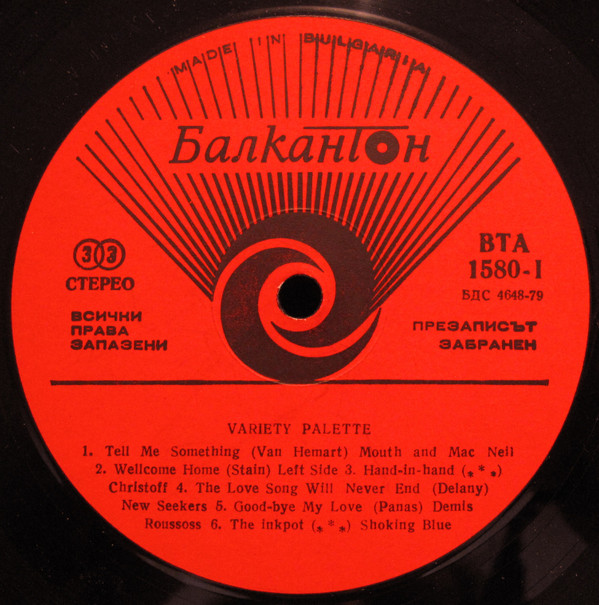 MADE IN BULGARIA
Балкантон
33
СТЕРЕО
ВТА
1580-I
БДС 4648-79
ВСИЧКИ
ПРАВА
ЗАПАЗЕНИ
ПРЕЗАПИСЪТ
ЗАБРАНЕН
VARIETY PALETTE
1. Tell Me Something (Van Hemart) Mouth and Mac Neil
2. Wellcome Home (Stain) Left Side 3. Hand-in-hand (***)
Christoff 4. The Love Song Will Never End (Delany)
New Seekers 5. Good-bye My Love (Panas) Demis
Roussoss 6. The inkpot (***) Shoking Blue